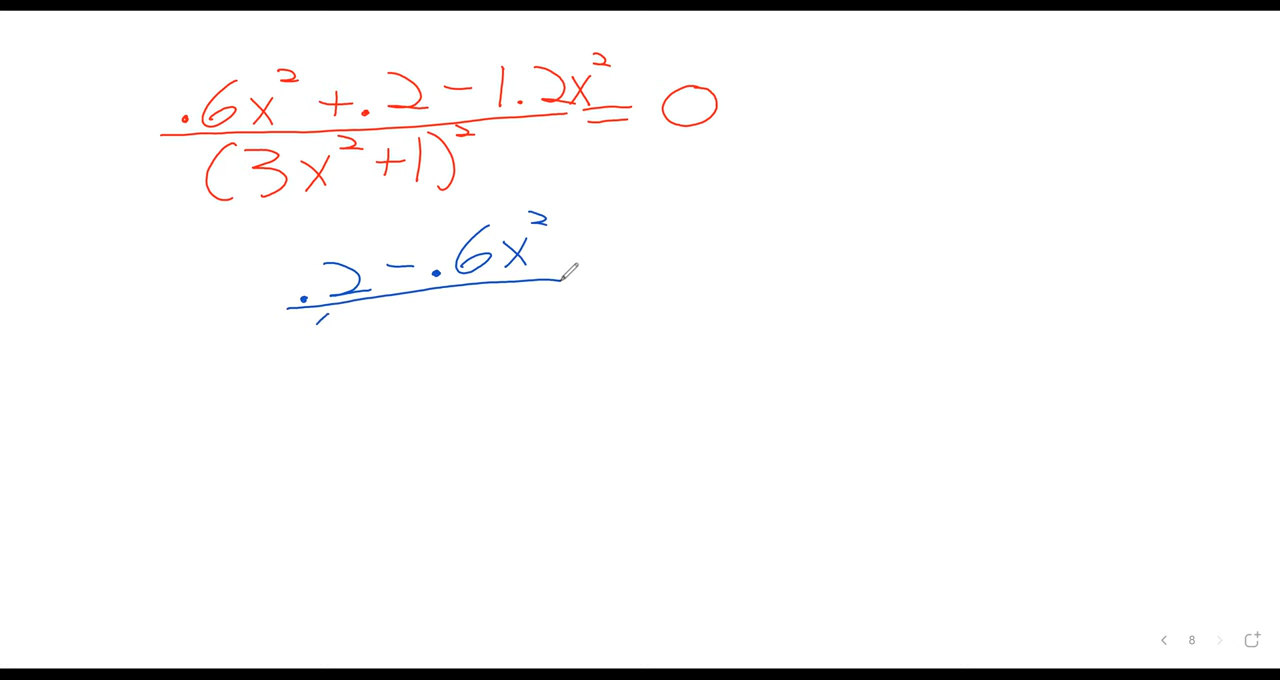 .6x² + .2 - 1.2x² = 0
(3x² + 1)²
.2 - .6x²
8